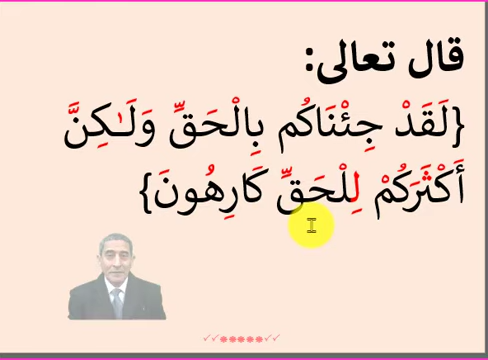 قال تعالى:
{لَقَدْ جِئْنَاكُم بِالْحَقِّ وَلَـٰكِنَّ
أَكْثَرَكُمْ لِلْحَقِّ كَارِهُونَ}